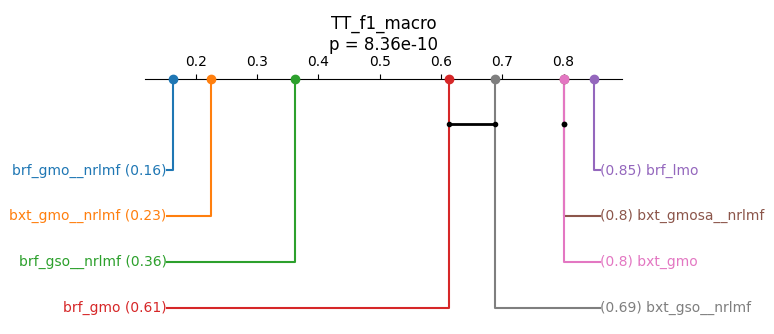 TT_f1_macro
p = 8.36e-10
0.2 0.3 0.4 0.5 0.6 0.7 0.8
brf_gmo__nrlmf (0.16) (0.85) brf_lmo
bxt_gmo__nrlmf (0.23) (0.8) bxt_gmosa__nrlmf
brf_gso__nrlmf (0.36) (0.8) bxt_gmo
brf_gmo (0.61) (0.69) bxt_gso__nrlmf